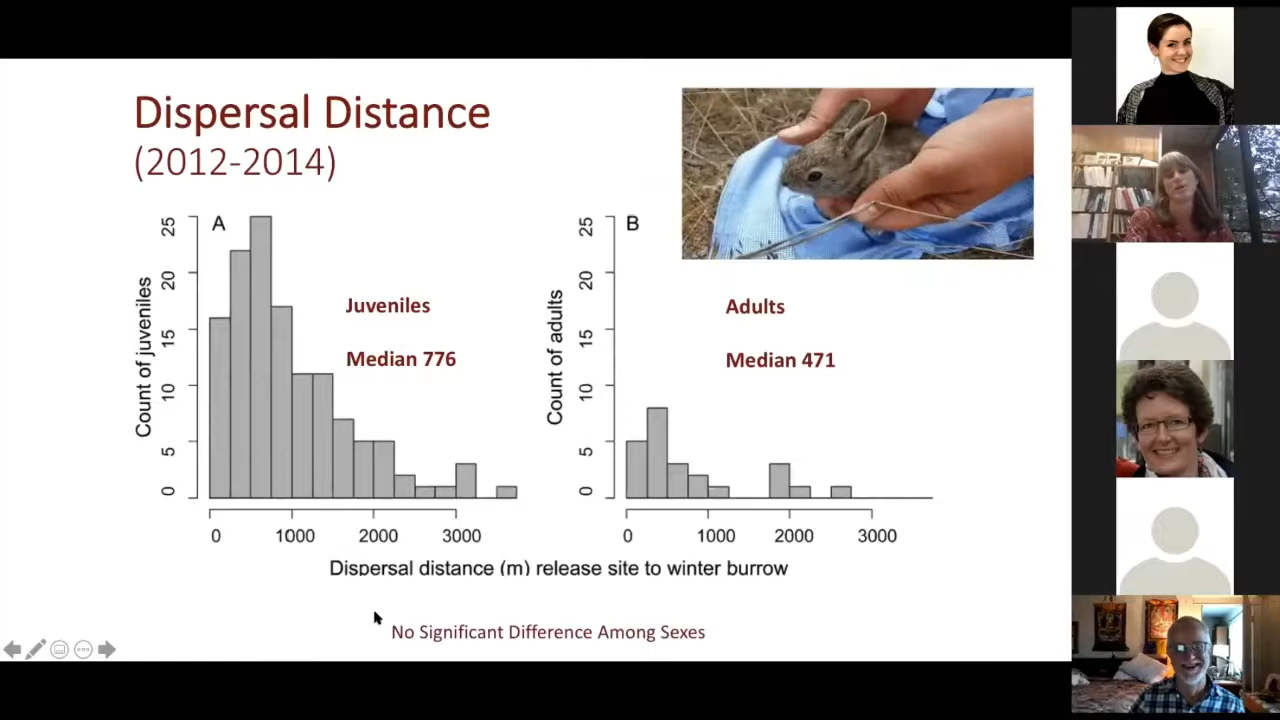 Dispersal Distance
(2012-2014)
A
Count of juveniles
25
20
15
10
5
0
Juveniles
Median 776
0 1000 2000 3000
B
Count of adults
25
20
15
10
5
0
Adults
Median 471
0 1000 2000 3000
Dispersal distance (m) release site to winter burrow
No Significant Difference Among Sexes